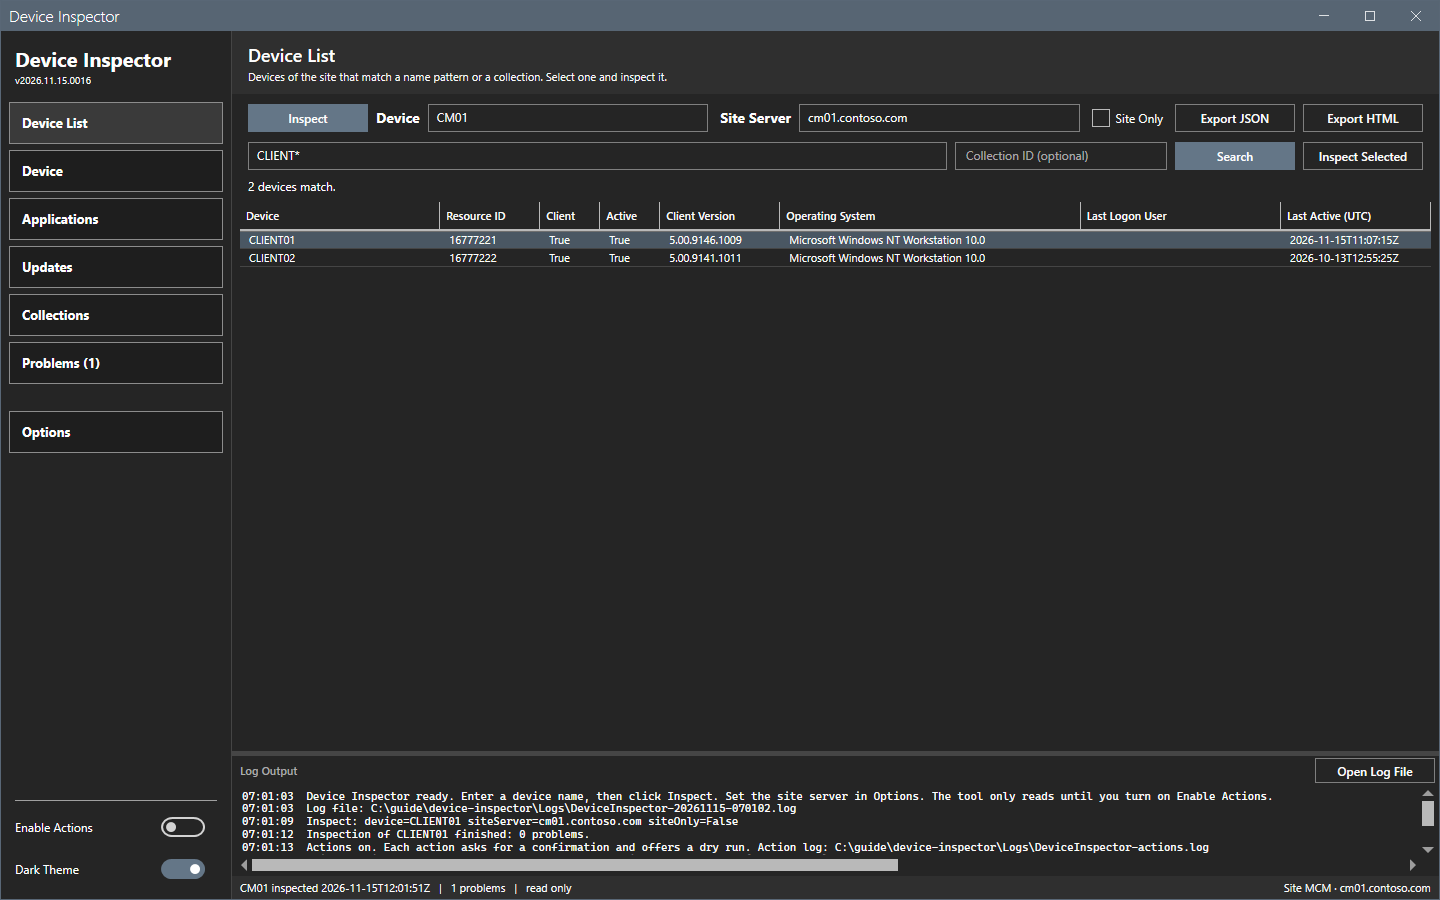 Device Inspector
Device Inspector
v2026.11.15.0016
Device List
Device
Applications
Updates
Collections
Problems (1)
Options
Enable Actions
Dark Theme
Device List
Devices of the site that match a name pattern or a collection. Select one and inspect it.
Inspect Device CM01 Site Server cm01.contoso.com Site Only Export JSON Export HTML
CLIENT* Collection ID (optional) Search Inspect Selected
2 devices match.
Device Resource ID Client Active Client Version Operating System Last Logon User Last Active (UTC)
CLIENT01 16777221 True True 5.00.9146.1009 Microsoft Windows NT Workstation 10.0 2026-11-15T11:07:15Z
CLIENT02 16777222 True True 5.00.9141.1011 Microsoft Windows NT Workstation 10.0 2026-10-13T12:55:25Z
Log Output Open Log File
07:01:03 Device Inspector ready. Enter a device name, then click Inspect. Set the site server in Options. The tool only reads until you turn on Enable Actions.
07:01:03 Log file: C:\guide\device-inspector\Logs\DeviceInspector-20261115-070102.log
07:01:09 Inspect: device=CLIENT01 siteServer=cm01.contoso.com siteOnly=False
07:01:12 Inspection of CLIENT01 finished: 0 problems.
07:01:13 Actions on. Each action asks for a confirmation and offers a dry run. Action log: C:\guide\device-inspector\Logs\DeviceInspector-actions.log
CM01 inspected 2026-11-15T12:01:51Z | 1 problems | read only Site MCM · cm01.contoso.com